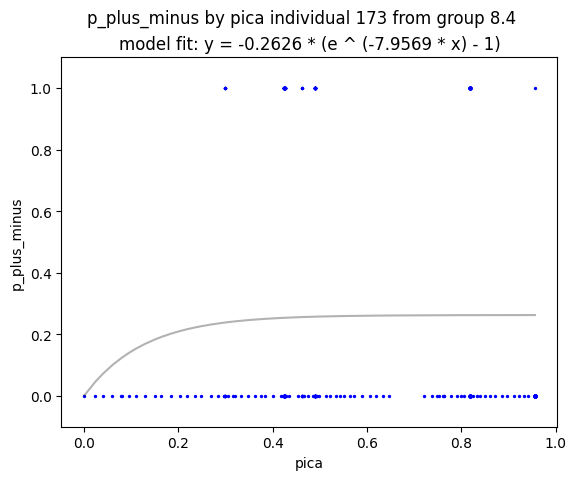 p_plus_minus by pica individual 173 from group 8.4
model fit: y = -0.2626 * (e ^ (-7.9569 * x) - 1)
1.0
0.8
0.6
0.4
0.2
0.0
p_plus_minus
0.0 0.2 0.4 0.6 0.8 1.0
pica